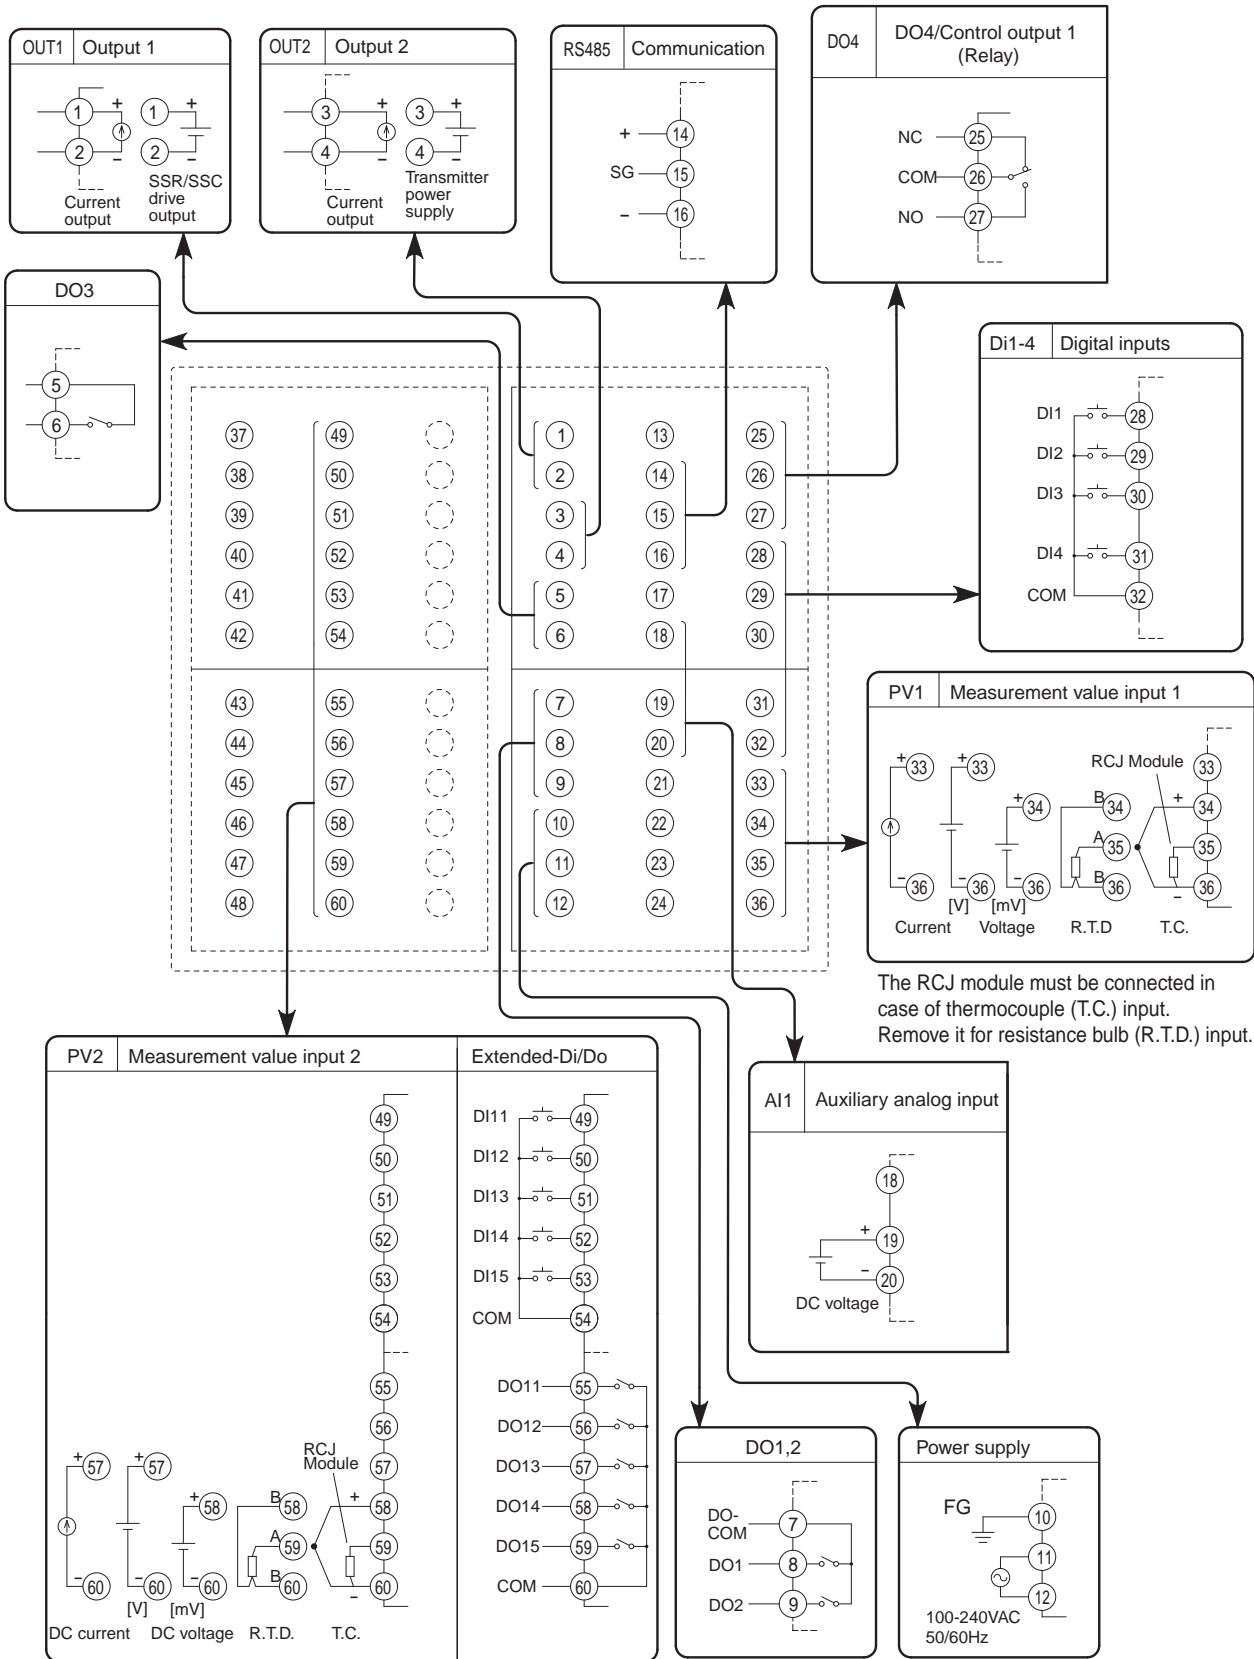 OUT1 Output 1
1 + 1 +
2 - 2 -
Current output
SSR/SSC drive output
OUT2 Output 2
3 + 3 +
4 - 4 -
Current output
Transmitter power supply
RS485 Communication
+ 14
SG 15
- 16
DO4 DO4/Control output 1 (Relay)
NC 25
COM 26
NO 27
DO3
5
6
Di1-4 Digital inputs
DI1 28
DI2 29
DI3 30
DI4 31
COM 32
37 49 1 13 25
38 50 2 14 26
39 51 3 15 27
40 52 4 16 28
41 53 5 17 29
42 54 6 18 30
43 55 7 19 31
44 56 8 20 32
45 57 9 21 33
46 58 10 22 34
47 59 11 23 35
48 60 12 24 36
PV1 Measurement value input 1
RCJ Module
+ 33 + 33 33
+ 34 B 34 + 34
A 35 35
- 36 - 36 - 36 B 36 - 36
[V] [mV]
Current Voltage R.T.D T.C.
The RCJ module must be connected in
case of thermocouple (T.C.) input.
Remove it for resistance bulb (R.T.D.) input.
PV2 Measurement value input 2
49
50
51
52
53
54
55
56
RCJ Module
+ 57 + 57 57
+ 58 B 58 + 58
A 59 59
- 60 - 60 - 60 B 60 - 60
[V] [mV]
DC current DC voltage R.T.D. T.C.
Extended-Di/Do
DI11 49
DI12 50
DI13 51
DI14 52
DI15 53
COM 54
DO11 55
DO12 56
DO13 57
DO14 58
DO15 59
COM 60
AI1 Auxiliary analog input
18
+ 19
- 20
DC voltage
DO1,2
DO-COM 7
DO1 8
DO2 9
Power supply
FG 10
11
12
100-240VAC
50/60Hz